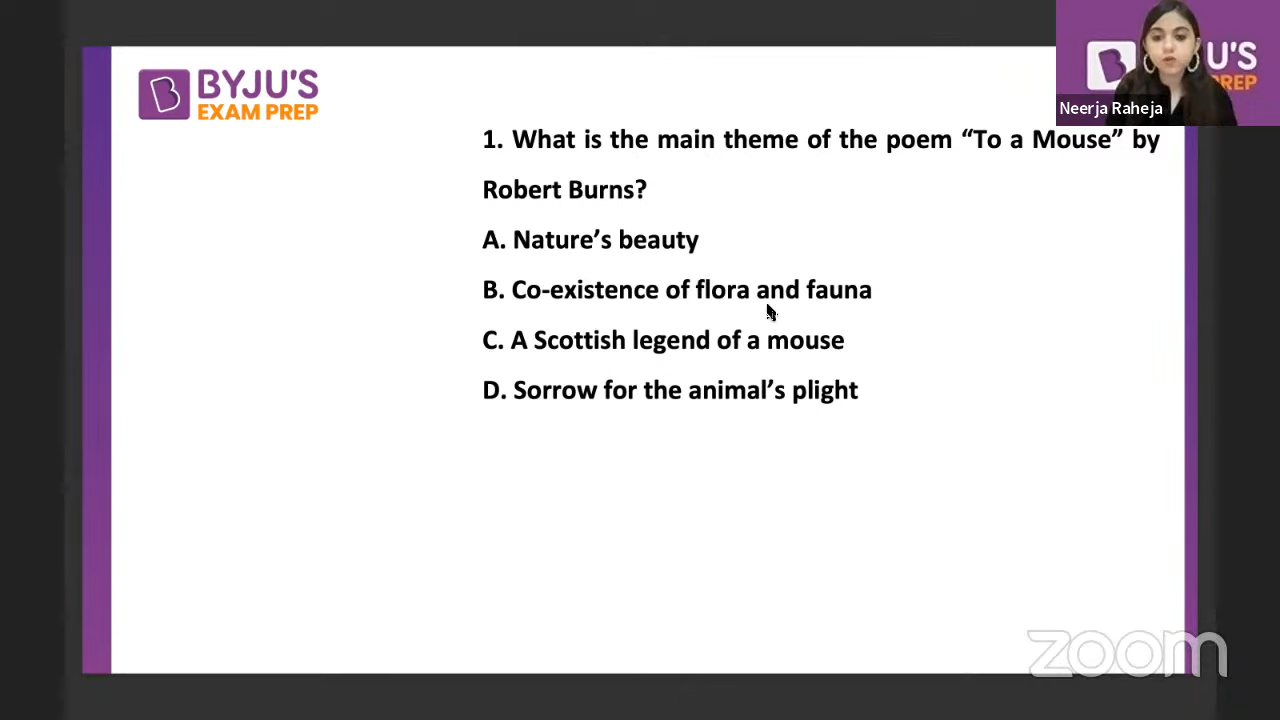 BYJU'S
EXAM PREP
U'S
REP
Neerja Raheja
1. What is the main theme of the poem “To a Mouse” by
Robert Burns?
A. Nature’s beauty
B. Co-existence of flora and fauna
C. A Scottish legend of a mouse
D. Sorrow for the animal’s plight
zoom